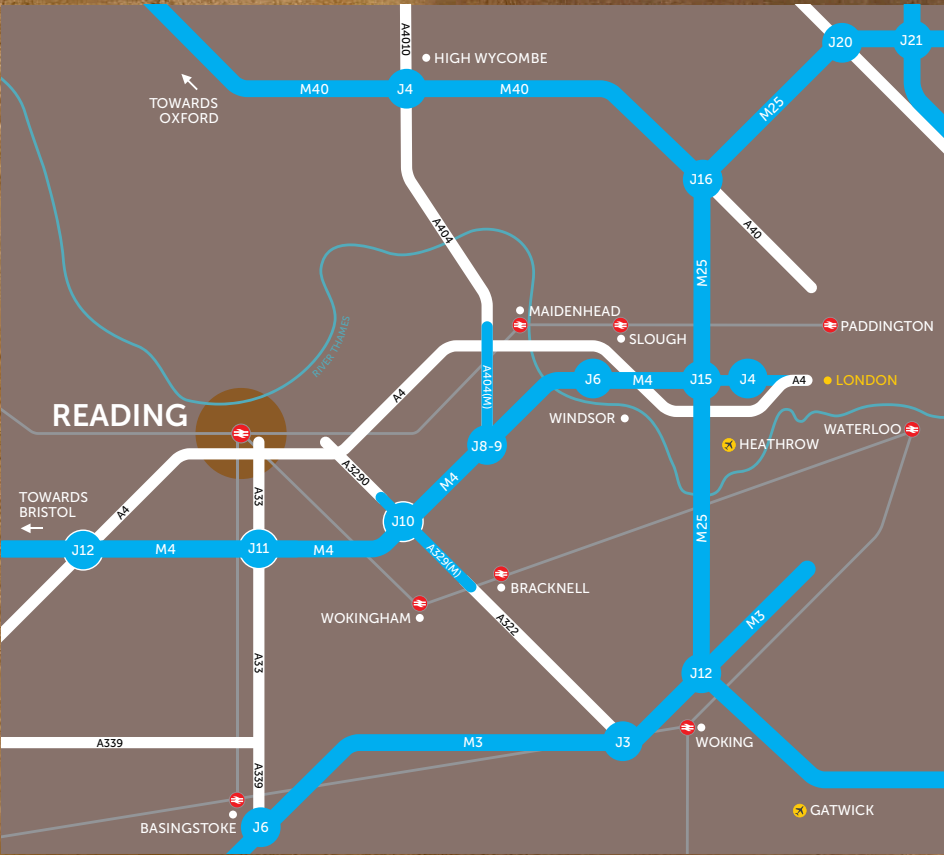 A4010
HIGH WYCOMBE
J20
J21
M40
J4
M40
TOWARDS
OXFORD
M25
J16
A404
A40
M25
MAIDENHEAD
SLOUGH
PADDINGTON
RIVER THAMES
A404(M)
J6
M4
J15
J4
A4
LONDON
A4
READING
WINDSOR
WATERLOO
HEATHROW
J8-9
A3290
M4
A33
TOWARDS
BRISTOL
A4
J10
M25
J12
M4
J11
M4
A329(M)
BRACKNELL
WOKINGHAM
A322
M3
A33
J12
A339
M3
J3
WOKING
A339
BASINGSTOKE
J6
GATWICK